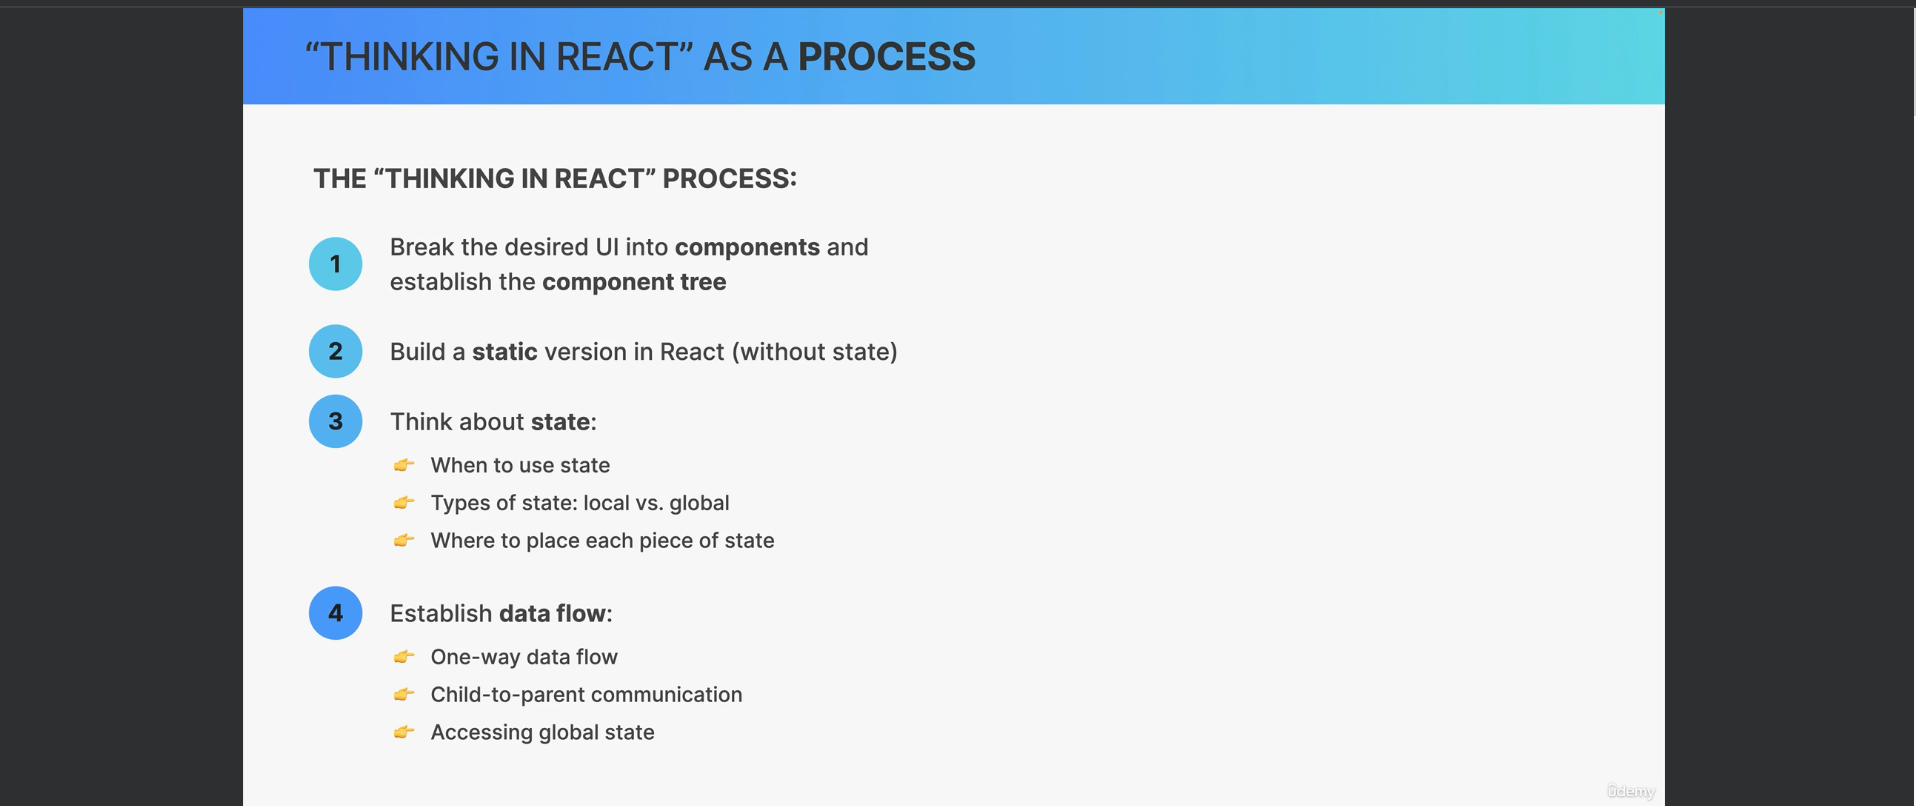 “THINKING IN REACT” AS A PROCESS
THE “THINKING IN REACT” PROCESS:
1
Break the desired UI into components and
establish the component tree
2
Build a static version in React (without state)
3
Think about state:
👉 When to use state
👉 Types of state: local vs. global
👉 Where to place each piece of state
4
Establish data flow:
👉 One-way data flow
👉 Child-to-parent communication
👉 Accessing global state
ûdemy